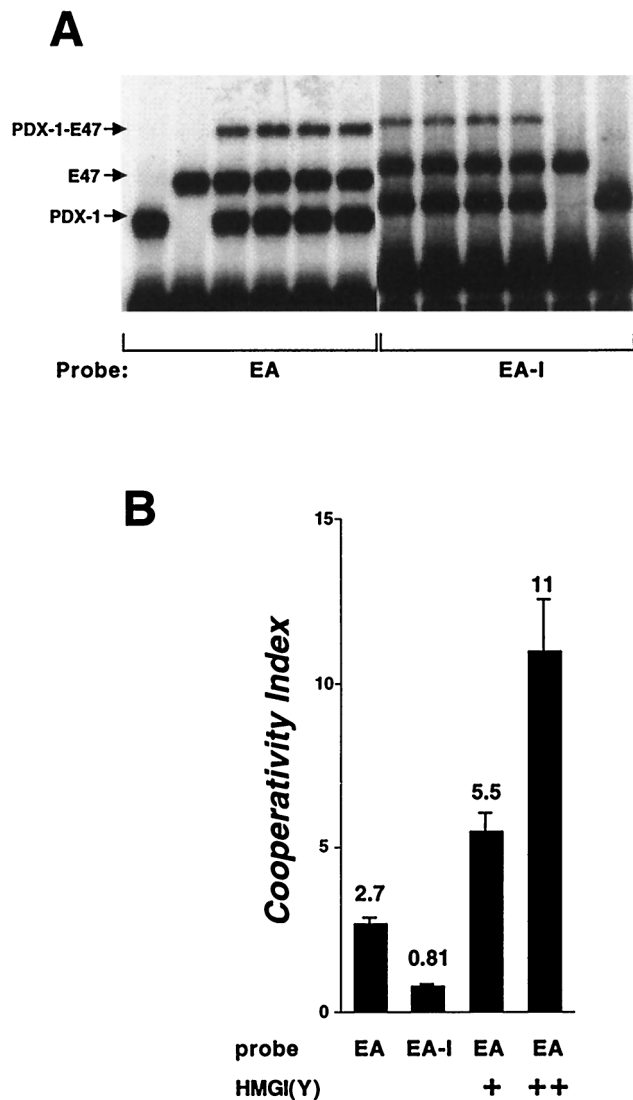 A
PDX-1-E47
E47
PDX-1
Probe: EA EA-I
B
Cooperativity Index
15
10
5
0
2.7
0.81
5.5
11
probe EA EA-I EA EA
HMGI(Y) + ++